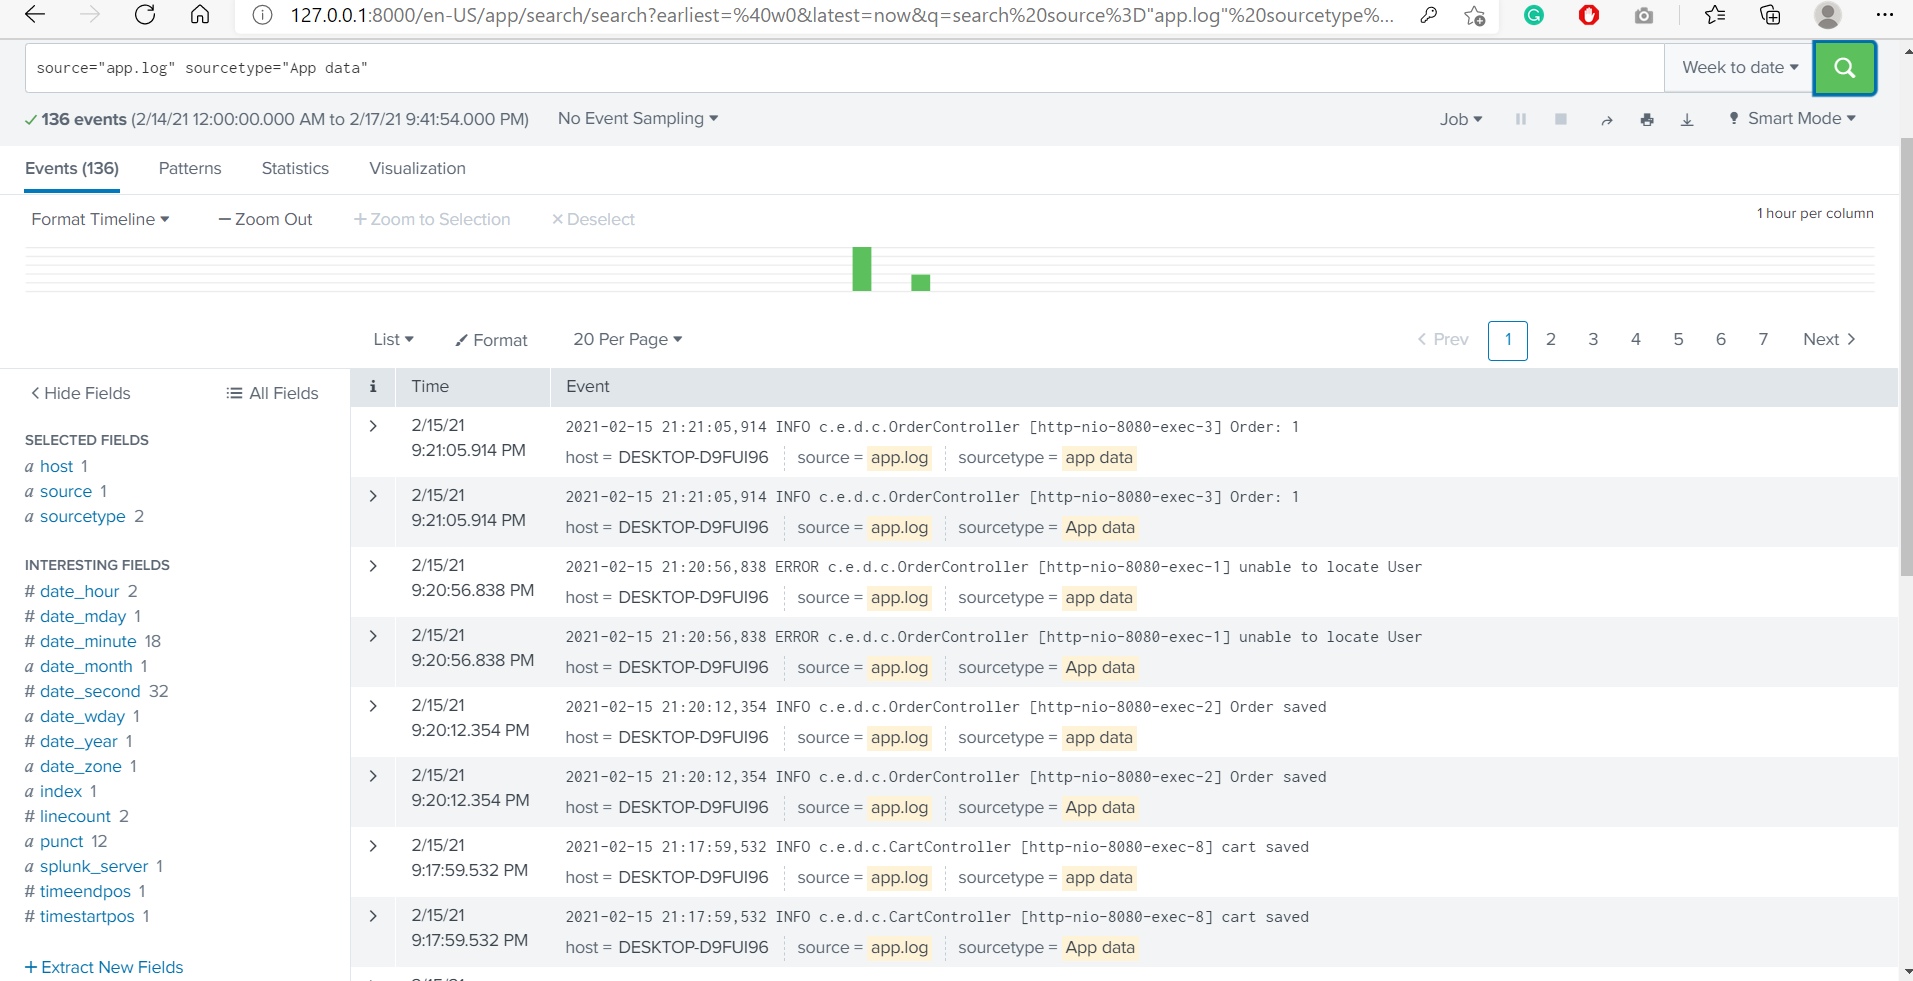 127.0.0.1:8000/en-US/app/search/search?earliest=%40w0&latest=now&q=search%20source%3D"app.log"%20sourcetype%...
source="app.log" sourcetype="App data"
Week to date
136 events (2/14/21 12:00:00.000 AM to 2/17/21 9:41:54.000 PM)
No Event Sampling
Job
Smart Mode
Events (136)
Patterns
Statistics
Visualization
Format Timeline
— Zoom Out
+ Zoom to Selection
× Deselect
1 hour per column
List
Format
20 Per Page
< Prev
1
2
3
4
5
6
7
Next >
< Hide Fields
All Fields
SELECTED FIELDS
a host 1
a source 1
a sourcetype 2
INTERESTING FIELDS
# date_hour 2
# date_mday 1
# date_minute 18
a date_month 1
# date_second 32
a date_wday 1
# date_year 1
a date_zone 1
a index 1
# linecount 2
a punct 12
a splunk_server 1
# timeendpos 1
# timestartpos 1
+ Extract New Fields
i
Time
Event
2/15/21
9:21:05.914 PM
2021-02-15 21:21:05,914 INFO c.e.d.c.OrderController [http-nio-8080-exec-3] Order: 1
host = DESKTOP-D9FUI96 source = app.log sourcetype = app data
2/15/21
9:21:05.914 PM
2021-02-15 21:21:05,914 INFO c.e.d.c.OrderController [http-nio-8080-exec-3] Order: 1
host = DESKTOP-D9FUI96 source = app.log sourcetype = App data
2/15/21
9:20:56.838 PM
2021-02-15 21:20:56,838 ERROR c.e.d.c.OrderController [http-nio-8080-exec-1] unable to locate User
host = DESKTOP-D9FUI96 source = app.log sourcetype = app data
2/15/21
9:20:56.838 PM
2021-02-15 21:20:56,838 ERROR c.e.d.c.OrderController [http-nio-8080-exec-1] unable to locate User
host = DESKTOP-D9FUI96 source = app.log sourcetype = App data
2/15/21
9:20:12.354 PM
2021-02-15 21:20:12,354 INFO c.e.d.c.OrderController [http-nio-8080-exec-2] Order saved
host = DESKTOP-D9FUI96 source = app.log sourcetype = app data
2/15/21
9:20:12.354 PM
2021-02-15 21:20:12,354 INFO c.e.d.c.OrderController [http-nio-8080-exec-2] Order saved
host = DESKTOP-D9FUI96 source = app.log sourcetype = App data
2/15/21
9:17:59.532 PM
2021-02-15 21:17:59,532 INFO c.e.d.c.CartController [http-nio-8080-exec-8] cart saved
host = DESKTOP-D9FUI96 source = app.log sourcetype = app data
2/15/21
9:17:59.532 PM
2021-02-15 21:17:59,532 INFO c.e.d.c.CartController [http-nio-8080-exec-8] cart saved
host = DESKTOP-D9FUI96 source = app.log sourcetype = App data